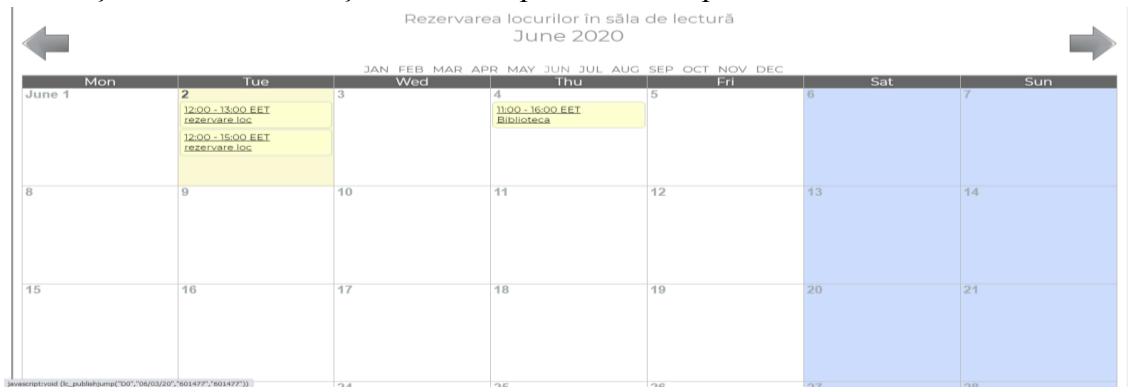 Rezervarea locurilor în săla de lectură
June 2020
JAN FEB MAR APR MAY JUN JUL AUG SEP OCT NOV DEC
Mon Tue Wed Thu Fri Sat Sun
June 1 2 3 4 5 6 7
12:00 - 13:00 EET
rezervare loc
12:00 - 15:00 EET
rezervare loc
11:00 - 16:00 EET
Biblioteca
8 9 10 11 12 13 14
15 16 17 18 19 20 21
24 25 26 27 28
javascript:void (lc_publishjump("D0","06/03/20","601477","601477"))